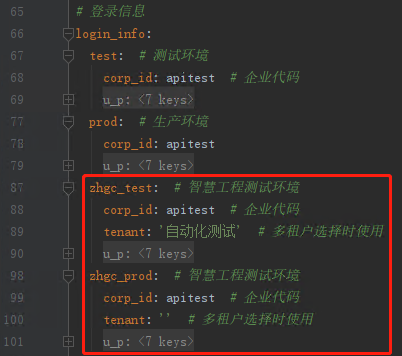 65 # 登录信息
66 login_info:
67 test: # 测试环境
68 corp_id: apitest # 企业代码
69 u_p: <7 keys>
77 prod: # 生产环境
78 corp_id: apitest
79 u_p: <7 keys>
87 zhgc_test: # 智慧工程测试环境
88 corp_id: apitest # 企业代码
89 tenant: '自动化测试' # 多租户选择时使用
90 u_p: <7 keys>
98 zhgc_prod: # 智慧工程测试环境
99 corp_id: apitest # 企业代码
100 tenant: '' # 多租户选择时使用
101 u_p: <7 keys>